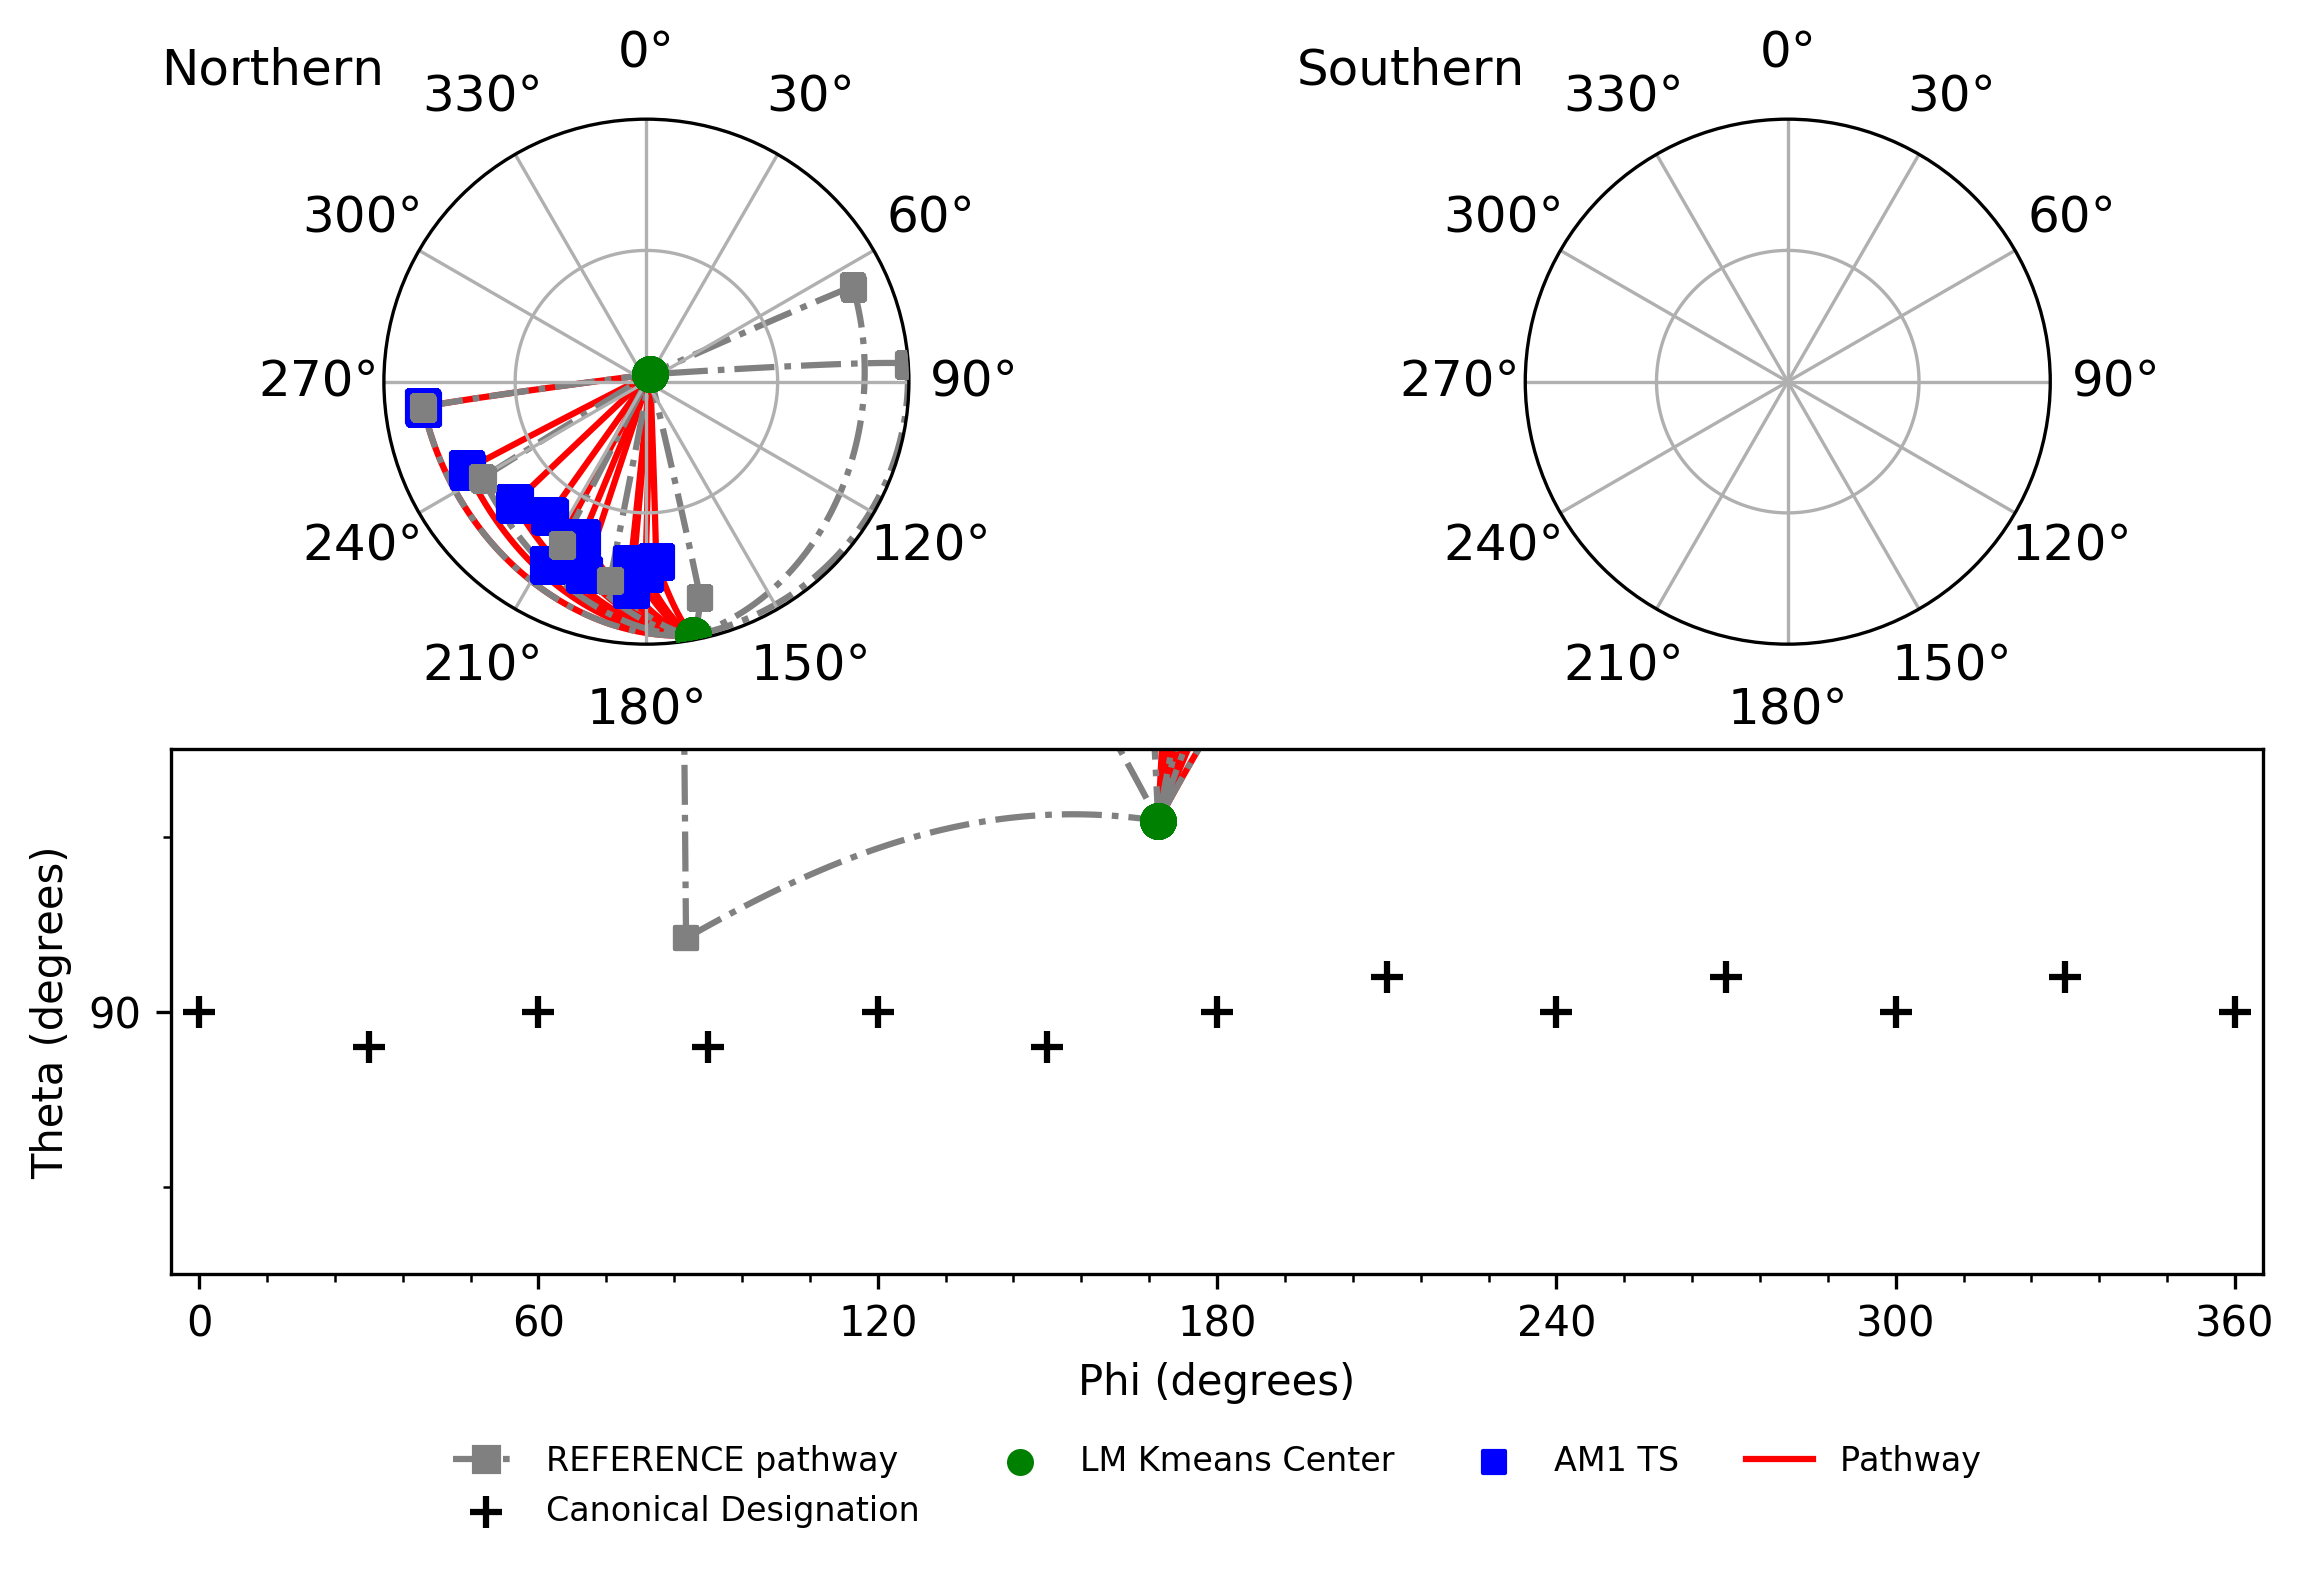 Northern
0°
330°
30°
300°
60°
270°
90°
240°
120°
210°
150°
180°
Southern
0°
330°
30°
300°
60°
270°
90°
240°
120°
210°
150°
180°
Theta (degrees)
90
0 60 120 180 240 300 360
Phi (degrees)
REFERENCE pathway
LM Kmeans Center
AM1 TS
Pathway
Canonical Designation